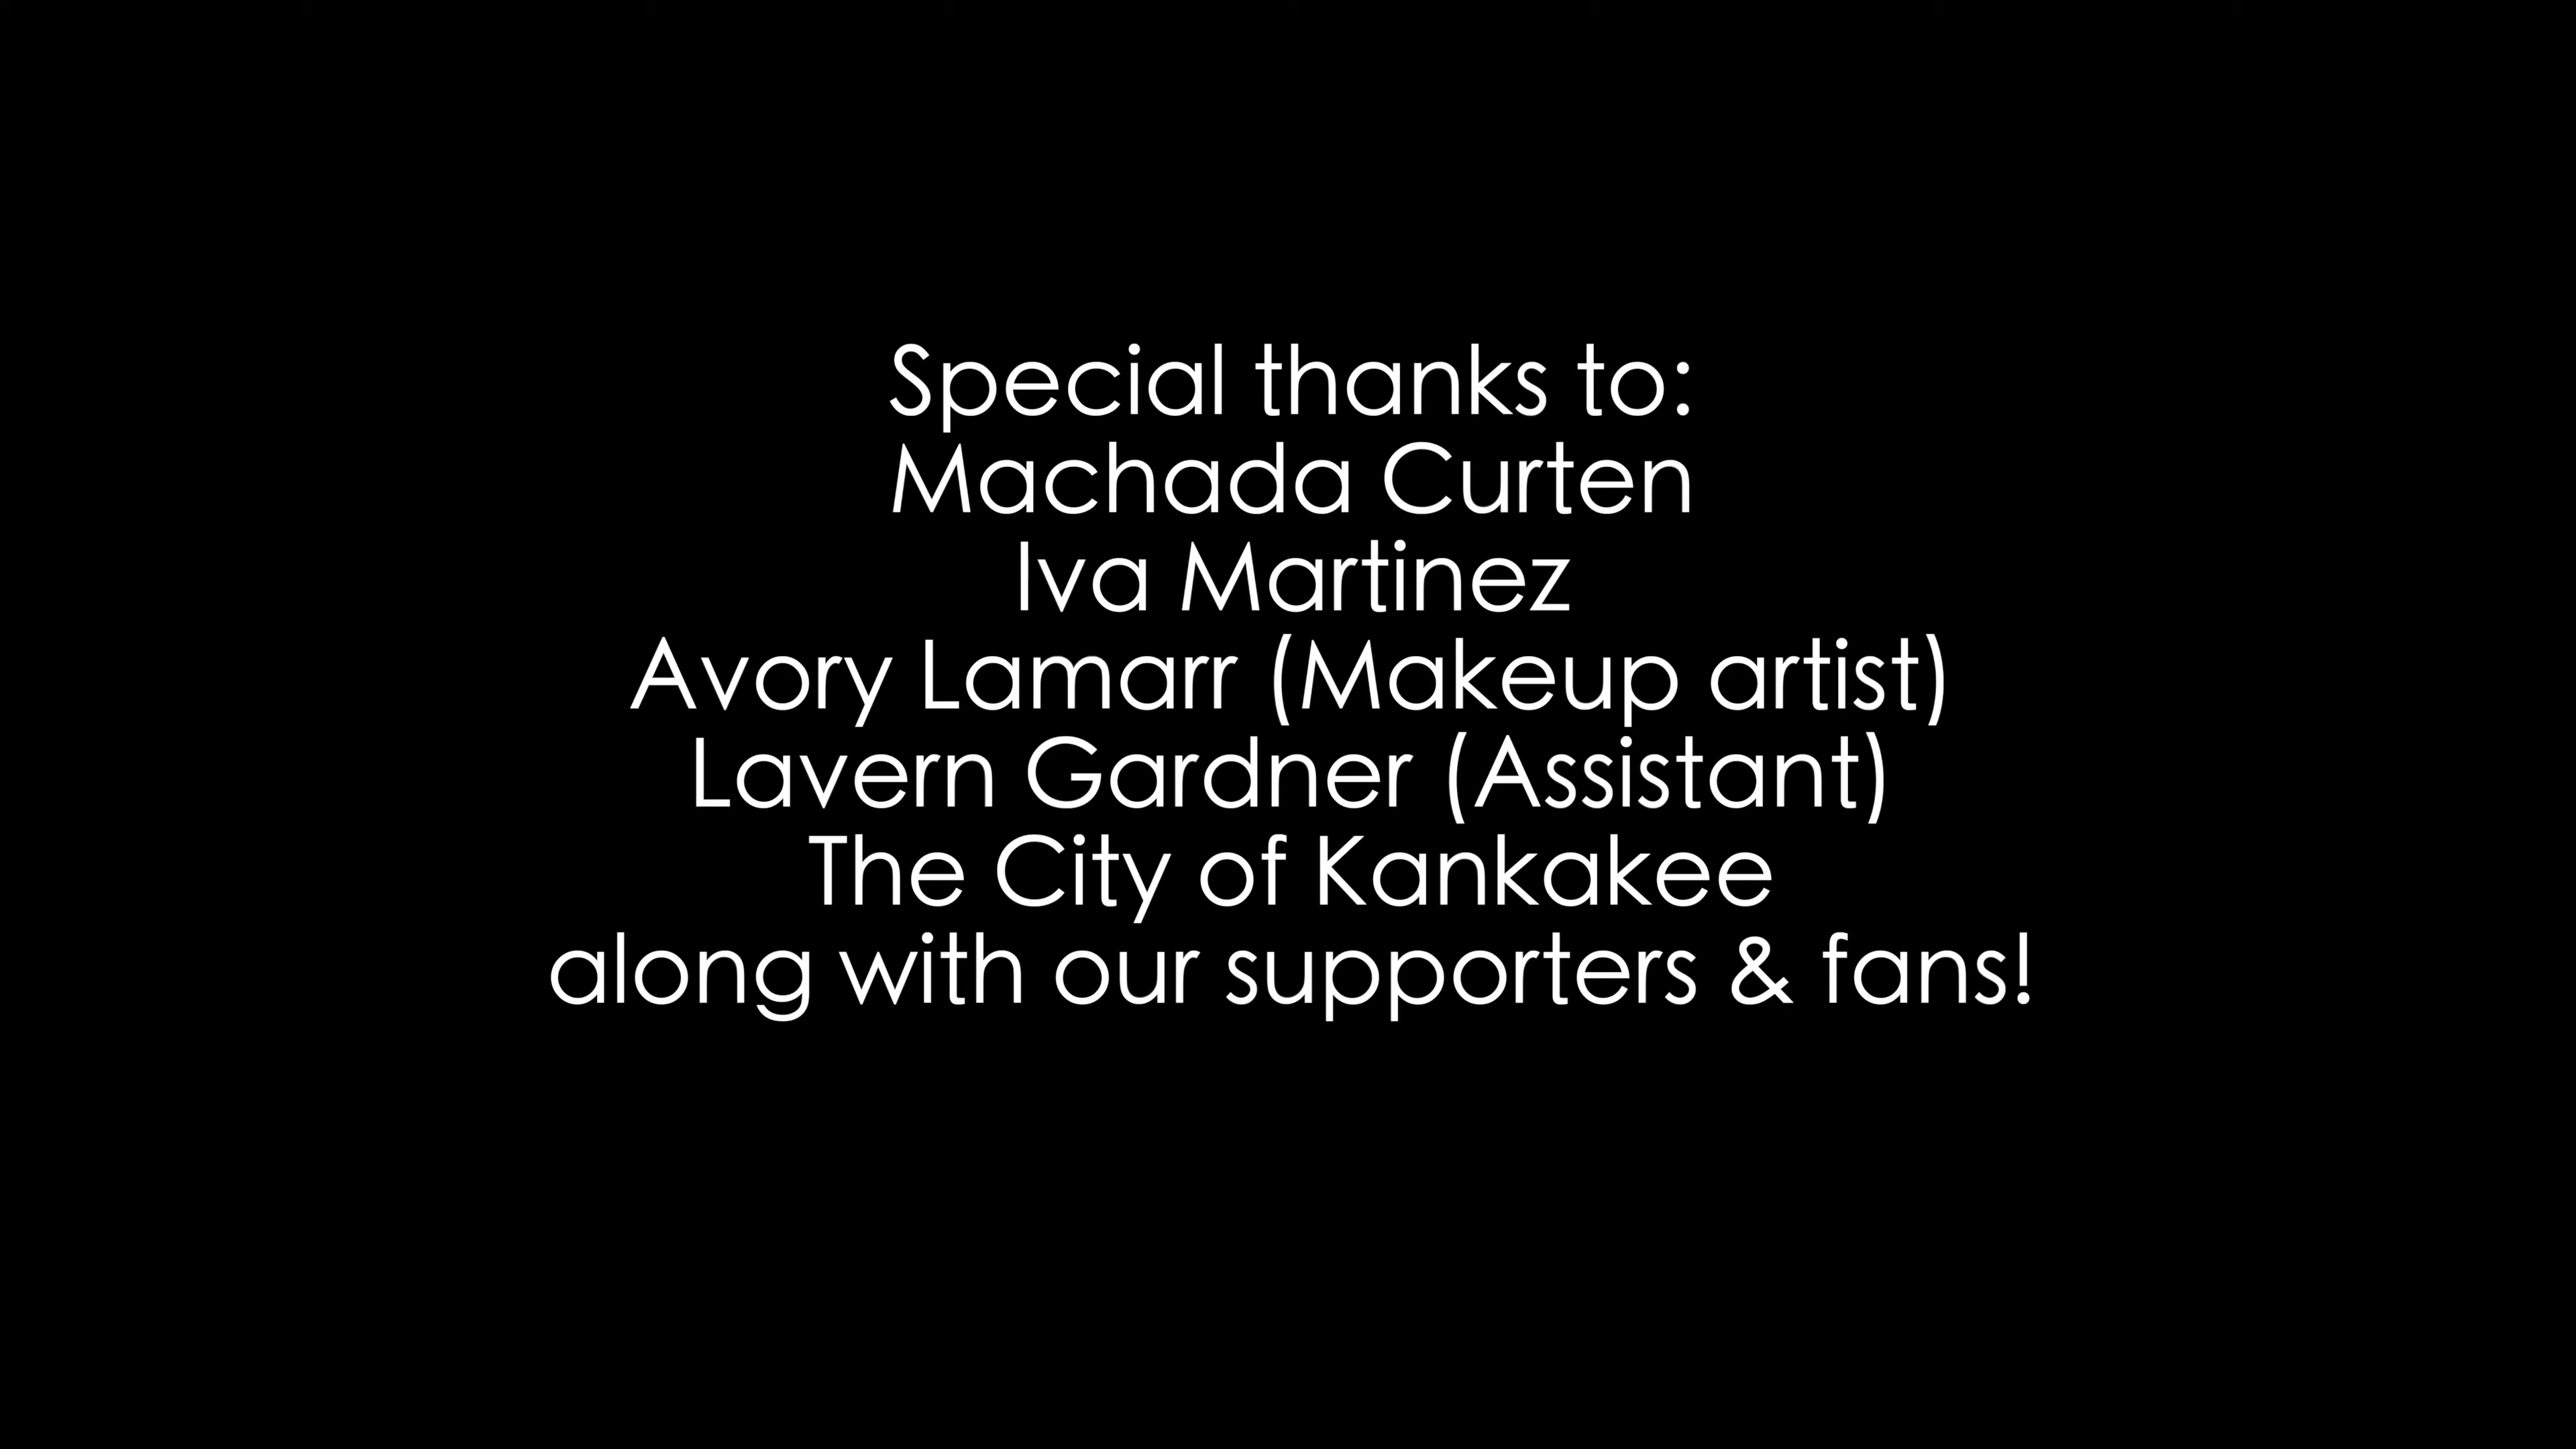 Special thanks to:
Machada Curten
Iva Martinez
Avory Lamarr (Makeup artist)
Lavern Gardner (Assistant)
The City of Kankakee
along with our supporters & fans!